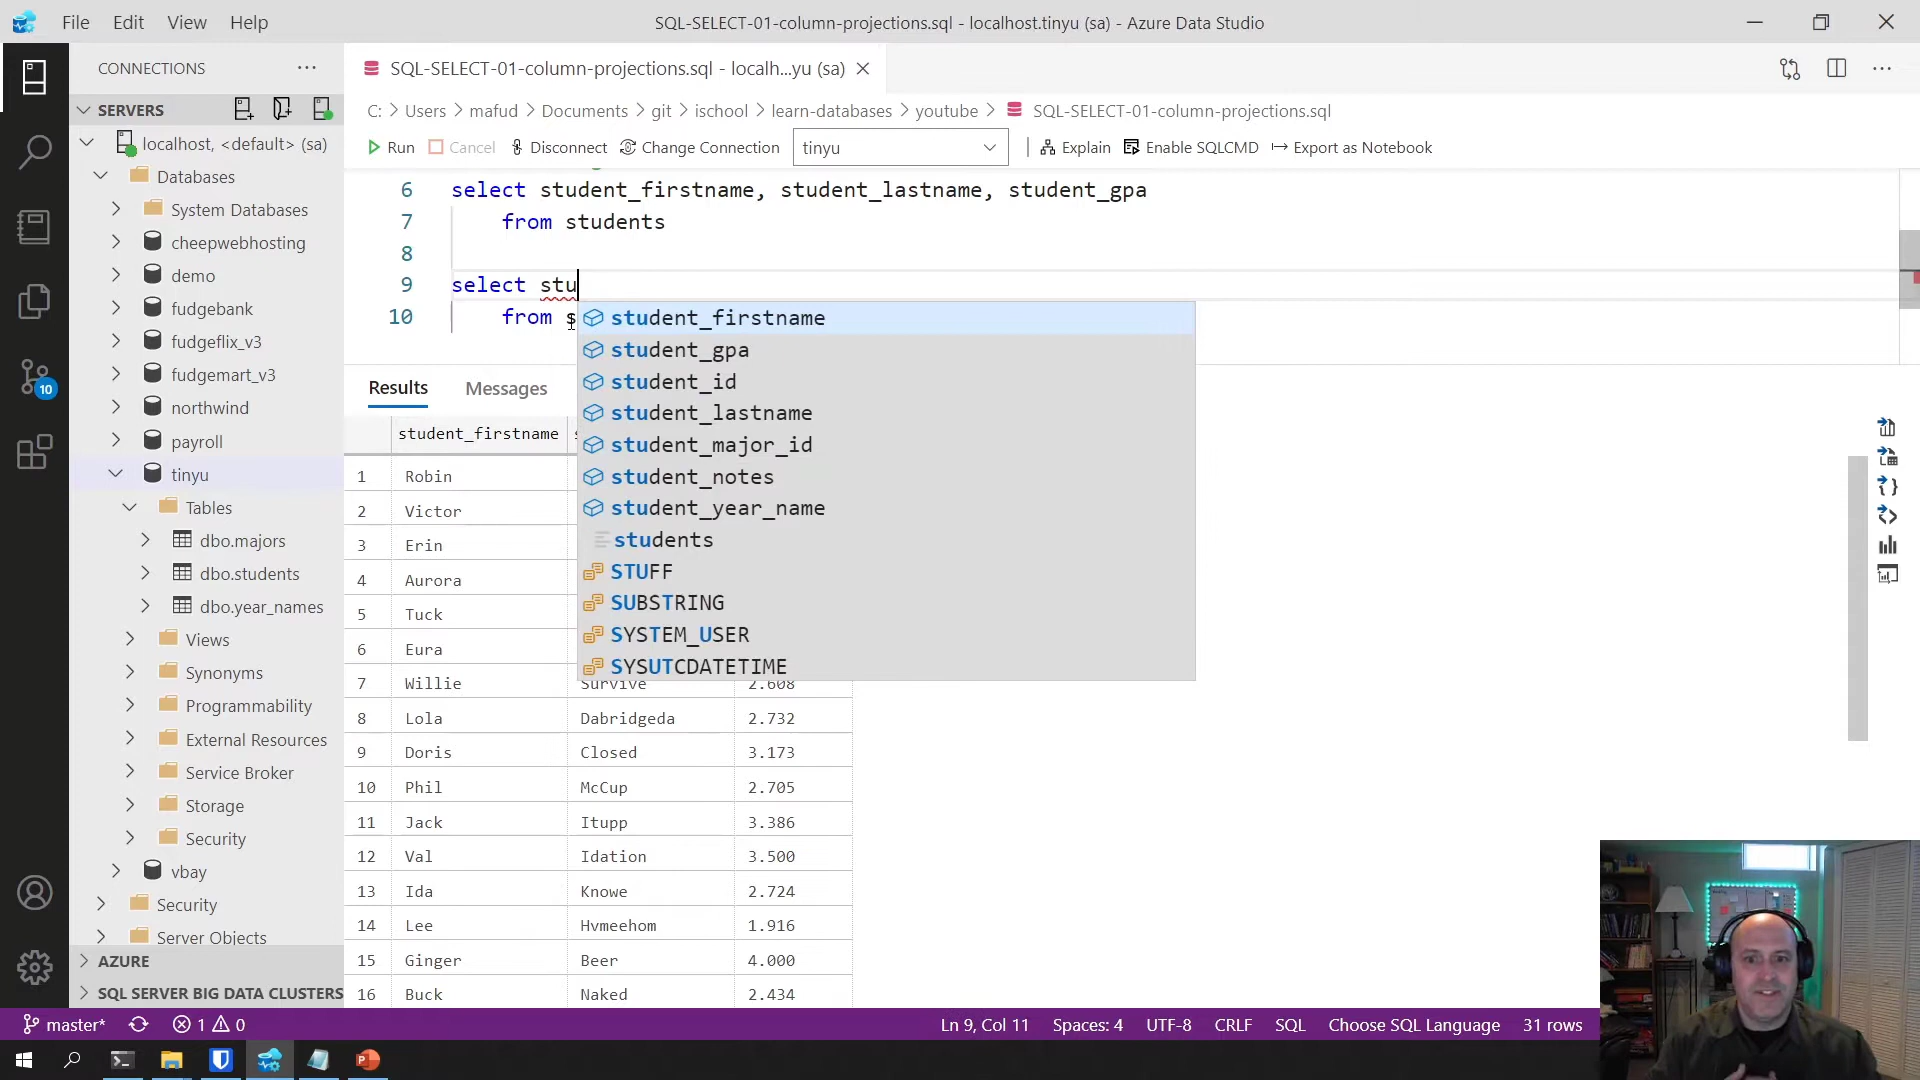 File Edit View Help SQL-SELECT-01-column-projections.sql - localhost.tinyu (sa) - Azure Data Studio
CONNECTIONS
SERVERS
localhost, <default> (sa)
Databases
System Databases
cheepwebhosting
demo
fudgebank
fudgeflix_v3
fudgemart_v3
northwind
payroll
tinyu
Tables
dbo.majors
dbo.students
dbo.year_names
Views
Synonyms
Programmability
External Resources
Service Broker
Storage
Security
vbay
Security
Server Objects
AZURE
SQL SERVER BIG DATA CLUSTERS
10
SQL-SELECT-01-column-projections.sql - localh...yu (sa)
C: > Users > mafud > Documents > git > ischool > learn-databases > youtube > SQL-SELECT-01-column-projections.sql
Run Cancel Disconnect Change Connection tinyu Explain Enable SQLCMD Export as Notebook
6 select student_firstname, student_lastname, student_gpa
7 from students
8
9 select stu
10 from s
student_firstname
student_gpa
student_id
student_lastname
student_major_id
student_notes
student_year_name
students
STUFF
SUBSTRING
SYSTEM_USER
SYSUTCDATETIME
Results Messages
student_firstname
1 Robin
2 Victor
3 Erin
4 Aurora
5 Tuck
6 Eura
7 Willie Survive 2.608
8 Lola Dabridgeda 2.732
9 Doris Closed 3.173
10 Phil McCup 2.705
11 Jack Itupp 3.386
12 Val Idation 3.500
13 Ida Knowe 2.724
14 Lee Hvmeehom 1.916
15 Ginger Beer 4.000
16 Buck Naked 2.434
master* 1 0 Ln 9, Col 11 Spaces: 4 UTF-8 CRLF SQL Choose SQL Language 31 rows